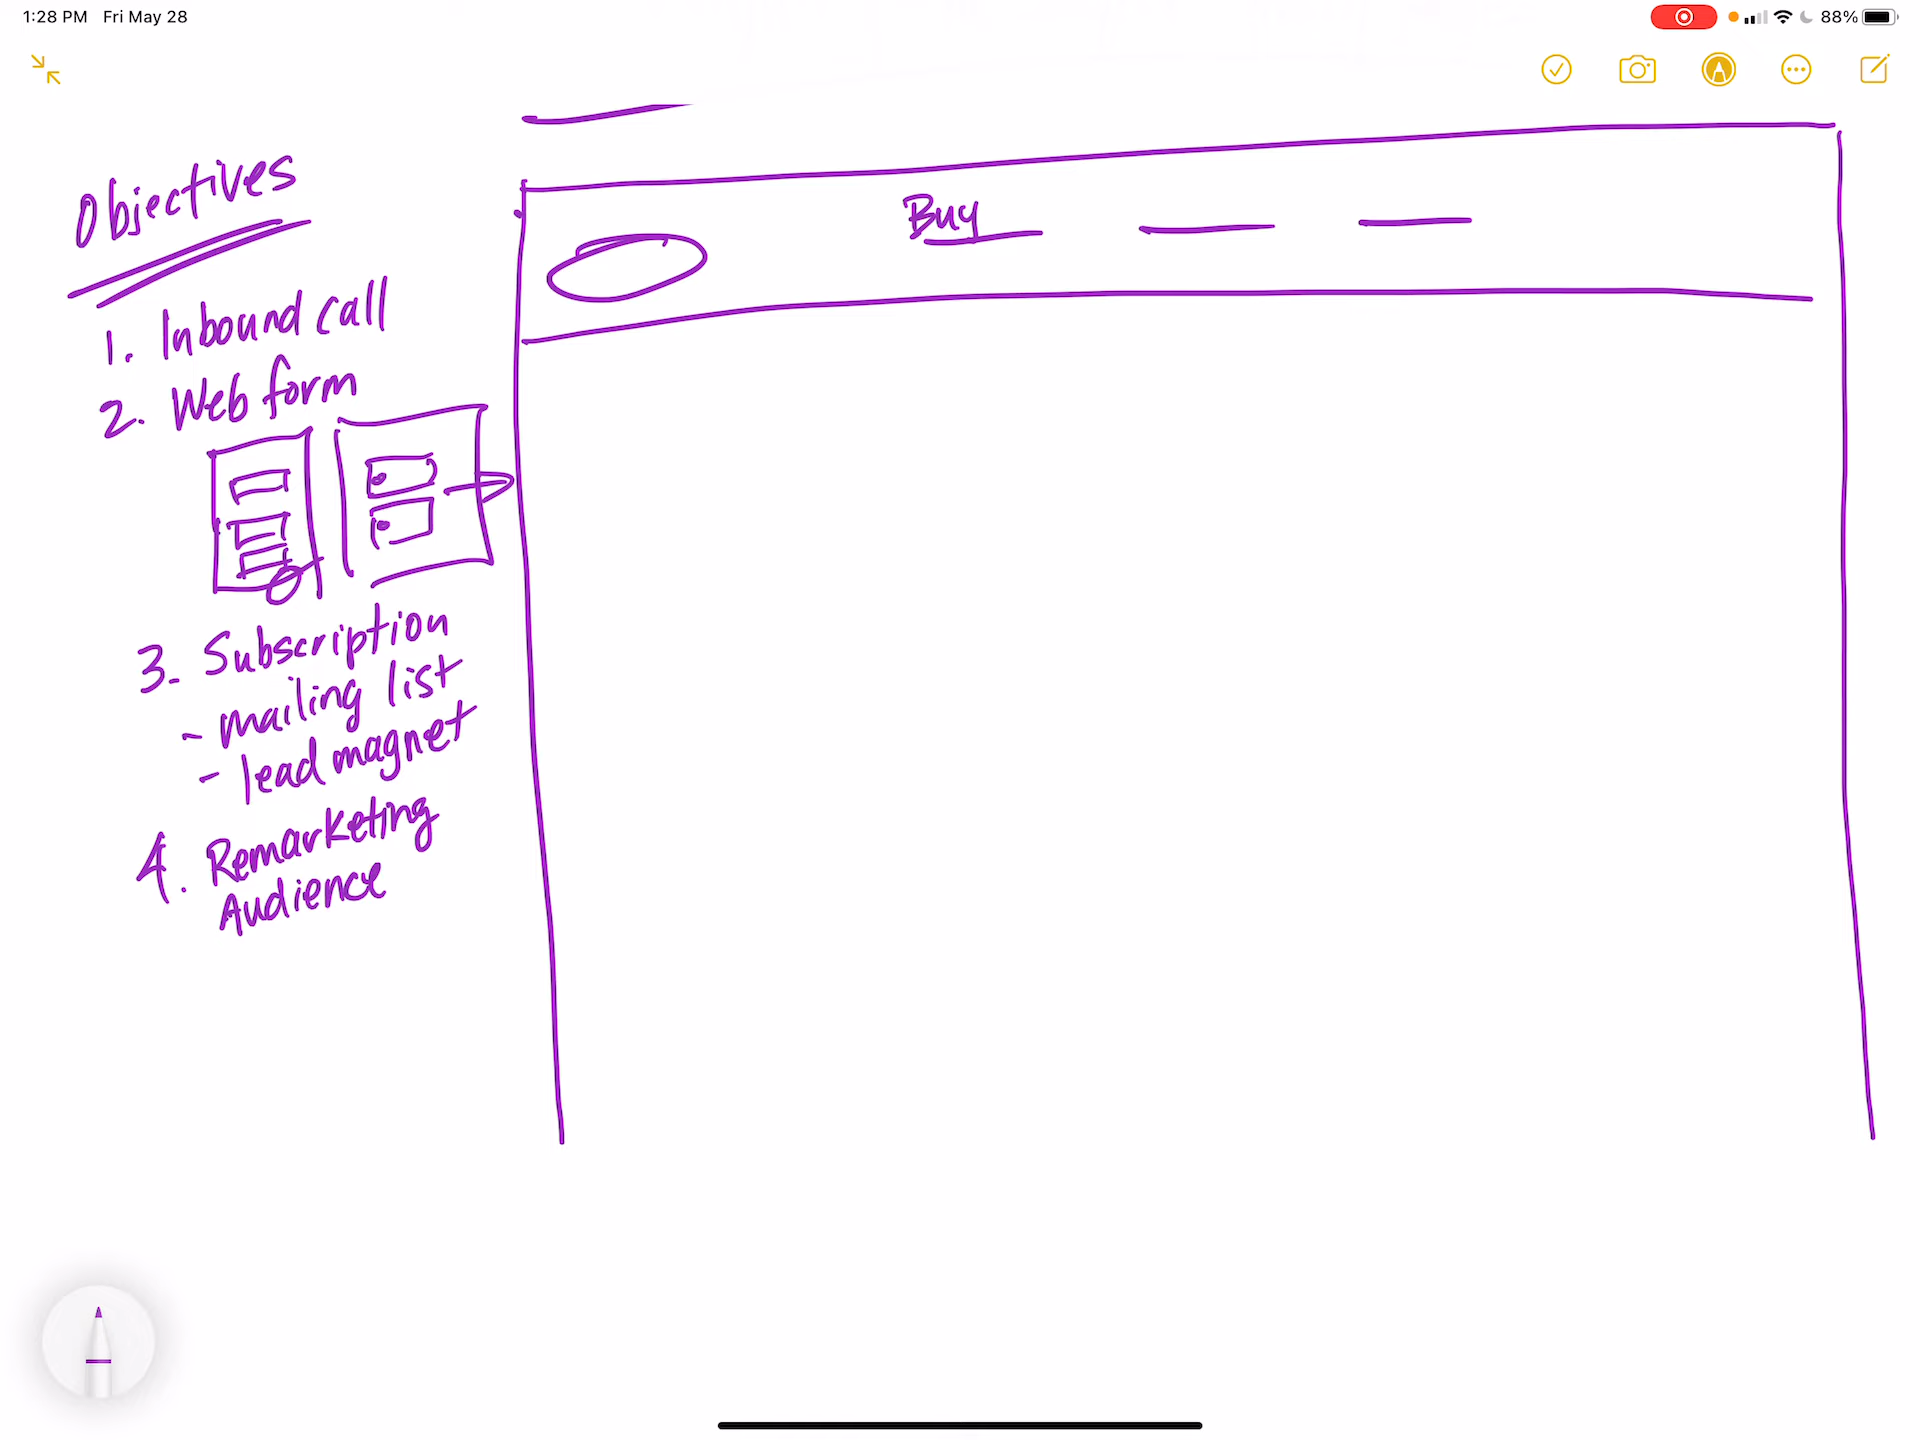 1:28 PM Fri May 28
88%
Objectives
1. Inbound call
2. Web form
3. Subscription
- mailing list
- lead magnet
4. Remarketing
Audience
Buy